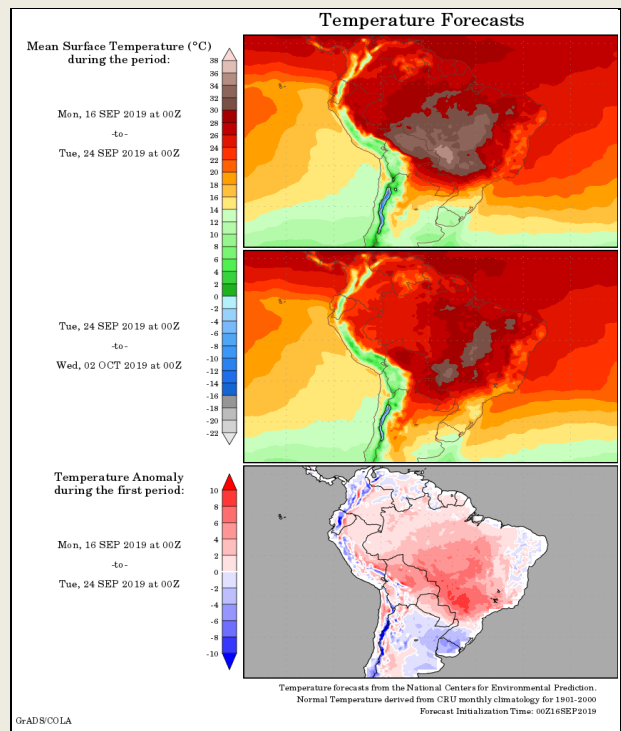 Temperature Forecasts
Mean Surface Temperature (°C)
during the period:
38
36
34
32
30
28
26
24
22
20
18
16
14
12
10
8
6
4
2
0
-2
-4
-6
-8
-10
-12
-14
-16
-18
-20
-22
Mon, 16 SEP 2019 at 00Z
-to-
Tue, 24 SEP 2019 at 00Z
Tue, 24 SEP 2019 at 00Z
-to-
Wed, 02 OCT 2019 at 00Z
Temperature Anomaly
during the first period:
10
8
6
4
2
0
-2
-4
-6
-8
-10
Mon, 16 SEP 2019 at 00Z
-to-
Tue, 24 SEP 2019 at 00Z
Temperature forecasts from the National Centers for Environmental Prediction.
Normal Temperature derived from CRU monthly climatology for 1901-2000
Forecast Initialization Time: 00Z16SEP2019
GrADS/COLA